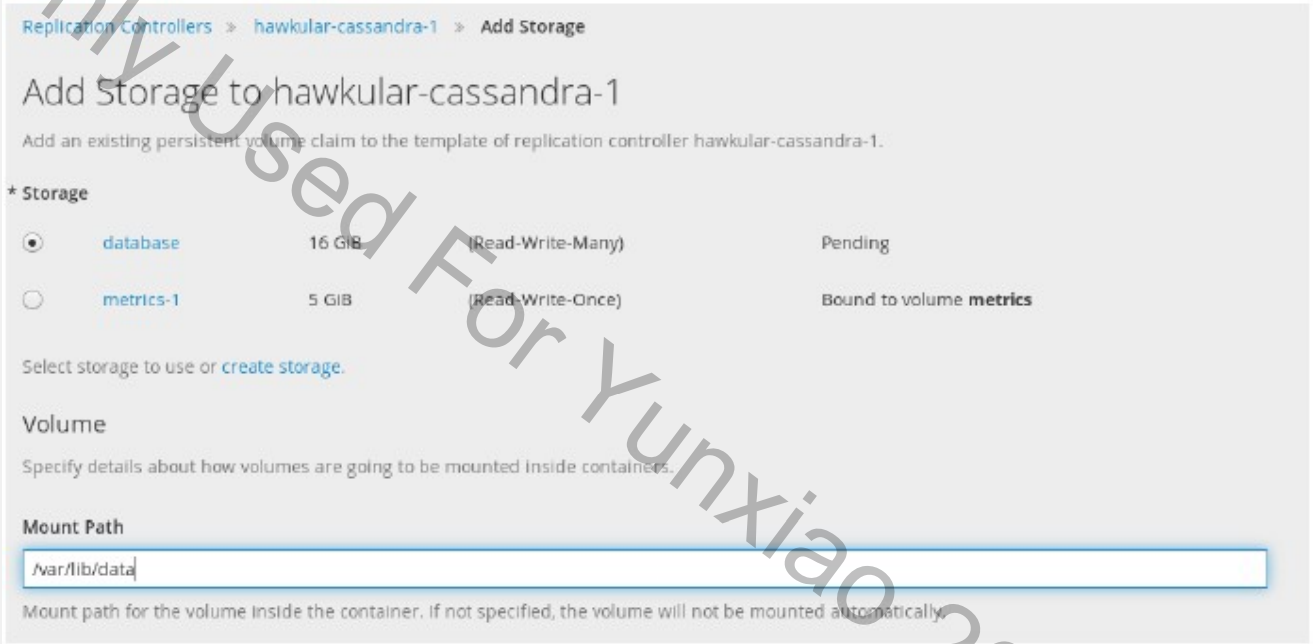 Replication Controllers » hawkular-cassandra-1 » Add Storage
Add Storage to hawkular-cassandra-1
Add an existing persistent volume claim to the template of replication controller hawkular-cassandra-1.
* Storage
database 16 GiB (Read-Write-Many) Pending
metrics-1 5 GiB (Read-Write-Once) Bound to volume metrics
Select storage to use or create storage.
Volume
Specify details about how volumes are going to be mounted inside containers.
Mount Path
/var/lib/data
Mount path for the volume inside the container. If not specified, the volume will not be mounted automatically.
Used For Yunxiao